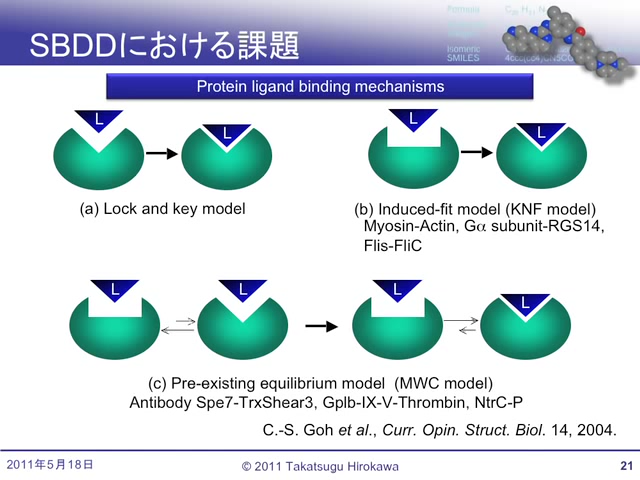 Formula C₂₉ H₃₁ N
Isomeric
SMILES 4cc
SBDDにおける課題
Protein ligand binding mechanisms
L
L
L
L
(a) Lock and key model
(b) Induced-fit model (KNF model)
Myosin-Actin, Gα subunit-RGS14,
Flis-FliC
L
L
L
L
(c) Pre-existing equilibrium model (MWC model)
Antibody Spe7-TrxShear3, Gplb-IX-V-Thrombin, NtrC-P
C.-S. Goh et al., Curr. Opin. Struct. Biol. 14, 2004.
2011年5月18日
© 2011 Takatsugu Hirokawa
21